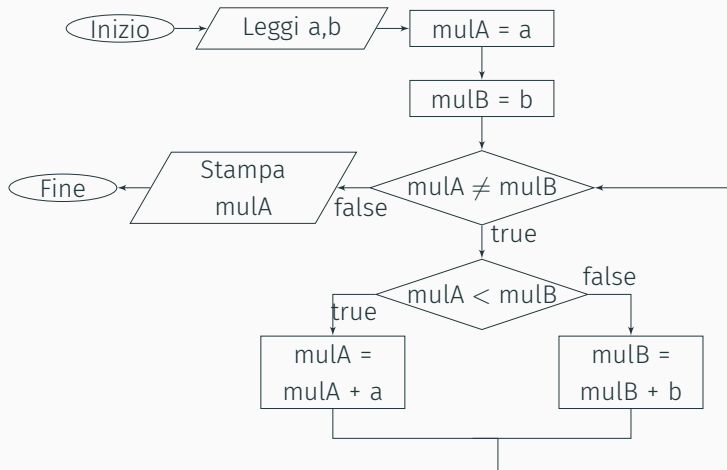 Inizio
Leggi a,b
mulA = a
mulB = b
mulA ≠ mulB
false
Stampa
mulA
Fine
true
mulA < mulB
true
false
mulA =
mulA + a
mulB =
mulB + b